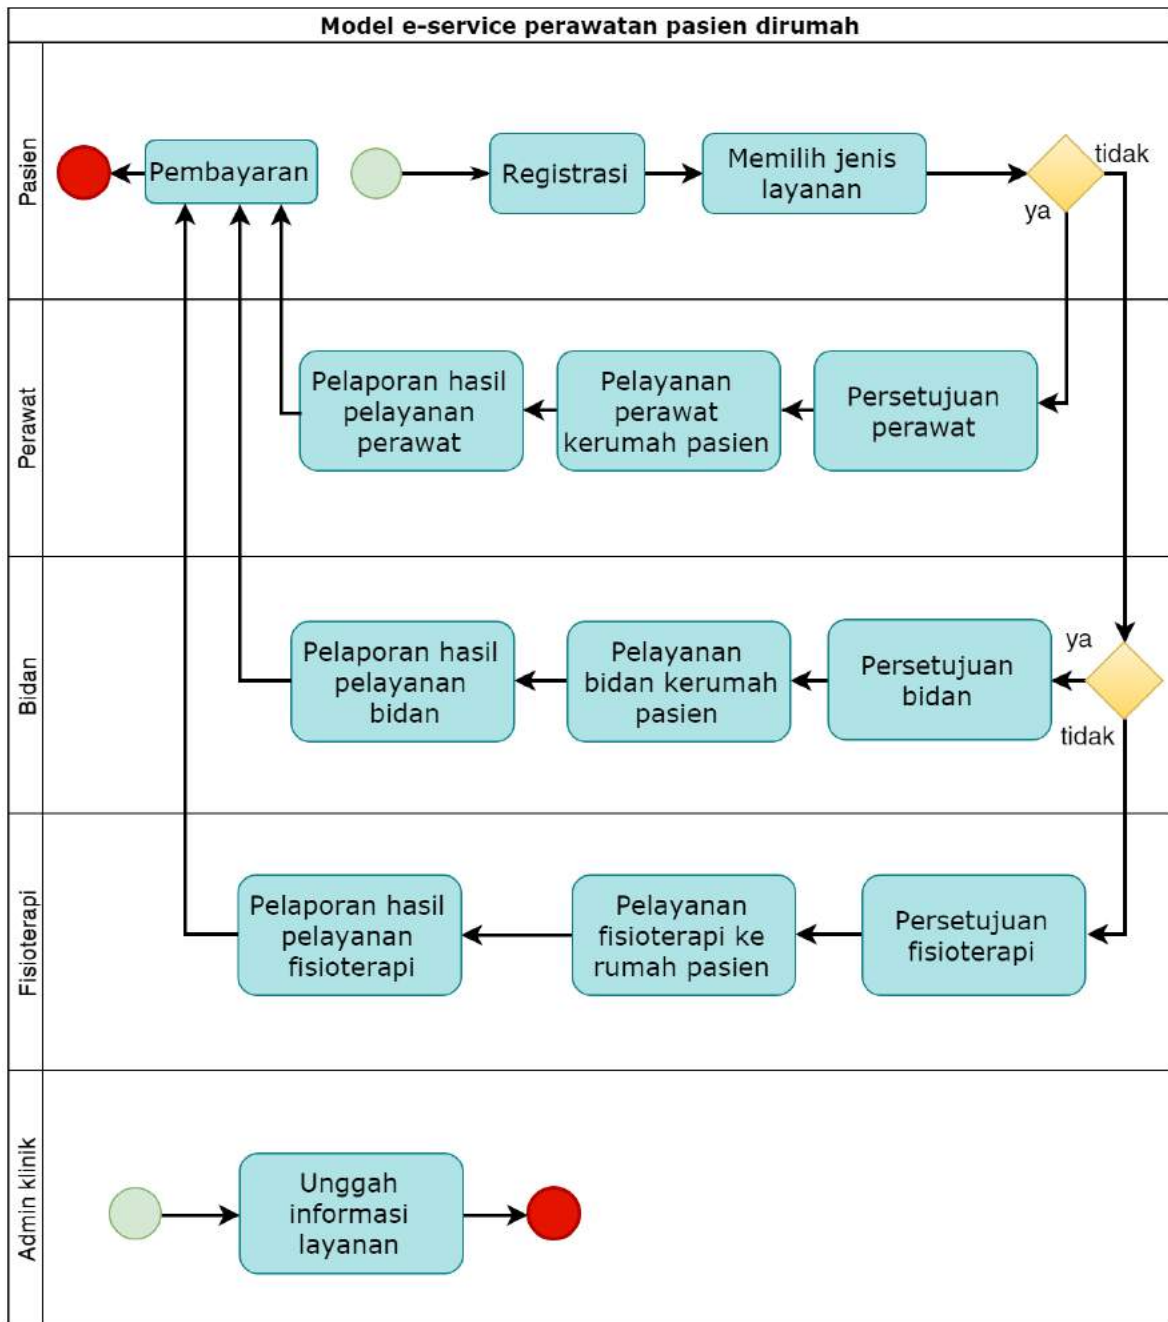 Model e-service perawatan pasien dirumah
Pasien
Pembayaran
Registrasi
Memilih jenis
layanan
tidak
ya
Perawat
Pelaporan hasil
pelayanan
perawat
Pelayanan
perawat
kerumah pasien
Persetujuan
perawat
Bidan
Pelaporan hasil
pelayanan
bidan
Pelayanan
bidan kerumah
pasien
Persetujuan
bidan
ya
tidak
Fisioterapi
Pelaporan hasil
pelayanan
fisioterapi
Pelayanan
fisioterapi ke
rumah pasien
Persetujuan
fisioterapi
Admin klinik
Unggah
informasi
layanan